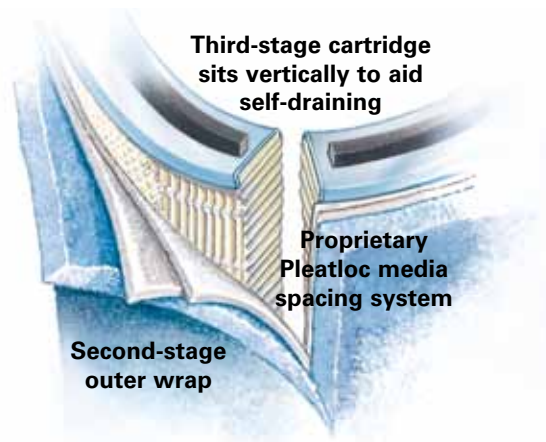 Third-stage cartridge
sits vertically to aid
self-draining
Proprietary
Pleatloc media
spacing system
Second-stage
outer wrap